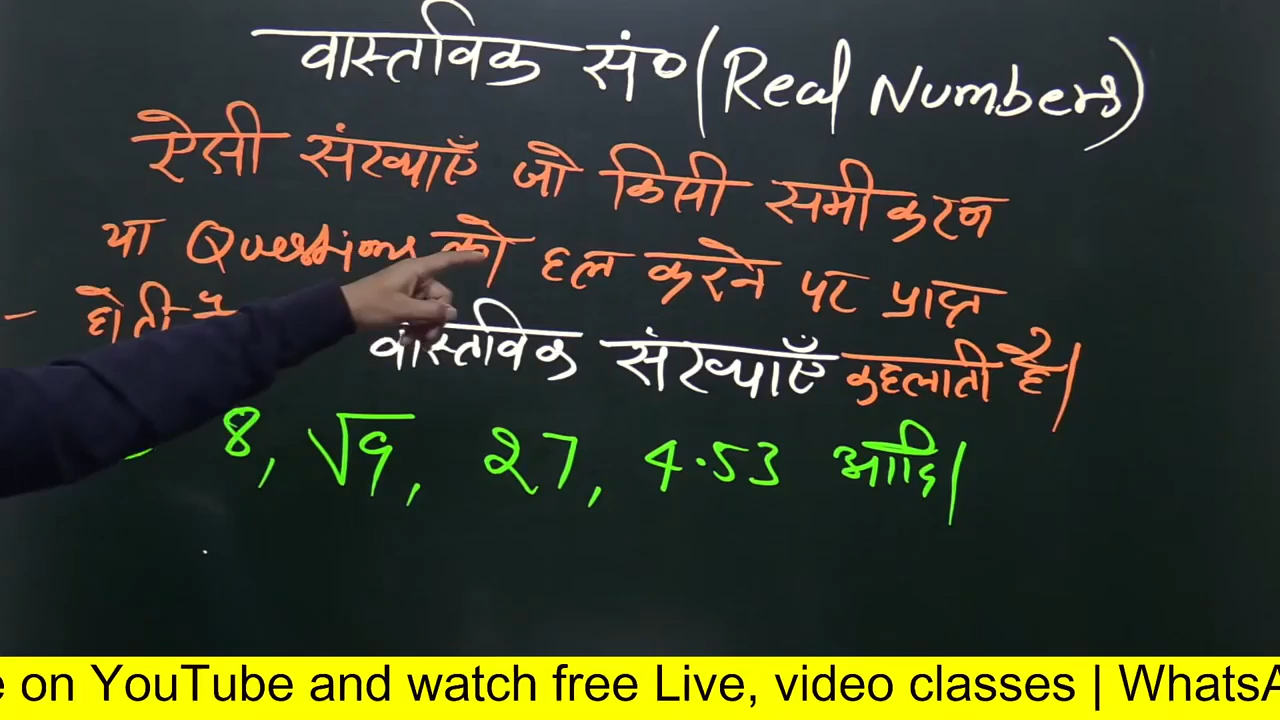 वास्तविक सं० (Real Numbers)
ऐसी संख्याएँ जो किसी समीकरन
या Questions को हल करने पर प्राप्त
- होती वास्तविक संख्याएँ कहलाती है।
- 8, √9, 27, 4.53 आदि।
on YouTube and watch free Live, video classes | WhatsA